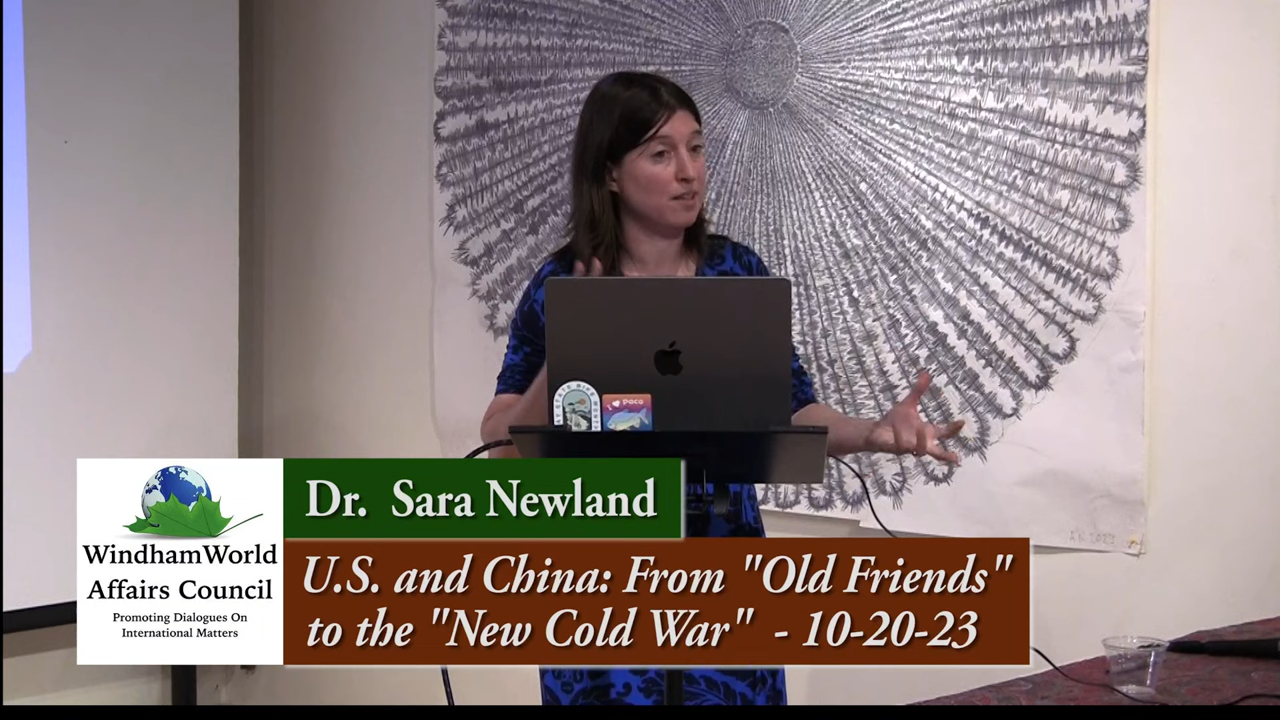 I ❤ paco
Dr. Sara Newland
WindhamWorld
Affairs Council
Promoting Dialogues On
International Matters
U.S. and China: From "Old Friends"
to the "New Cold War" - 10-20-23